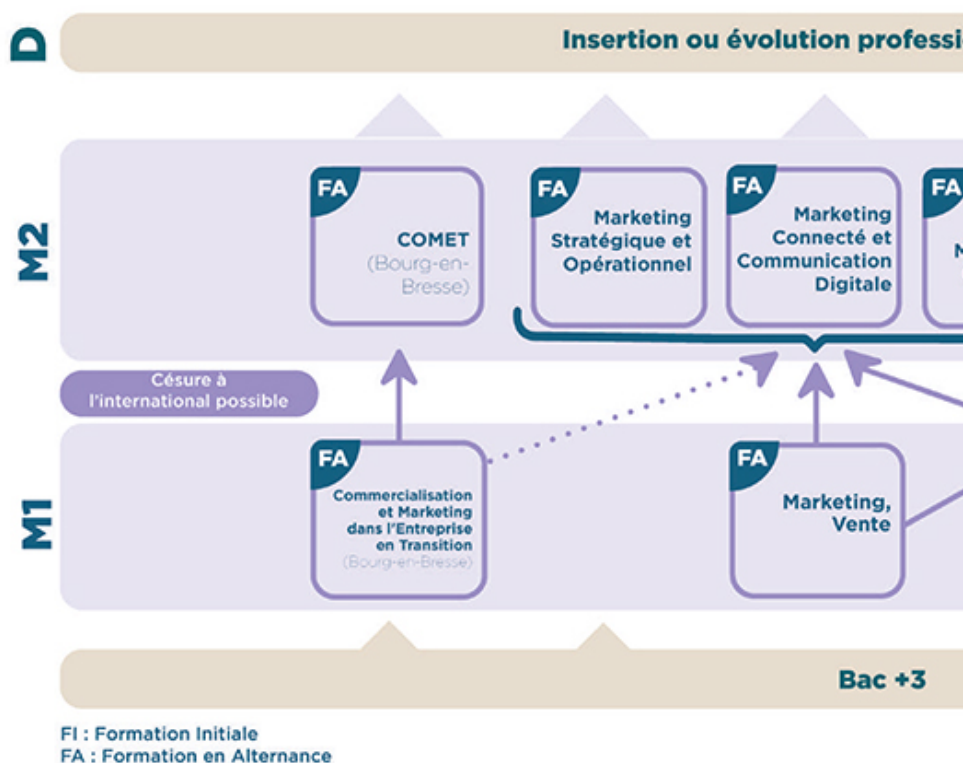 D
Insertion ou évolution
M2
FA
COMET
(Bourg-en-
Bresse)
FA
Marketing
Stratégique et
Opérationnel
FA
Marketing
Connecté et
Communication
Digitale
FA
Césure à
l'international possible
M1
FA
Commercialisation
et Marketing
dans l'Entreprise
en Transition
(Bourg-en-Bresse)
FA
Marketing,
Vente
Bac +3
FI : Formation Initiale
FA : Formation en Alternance